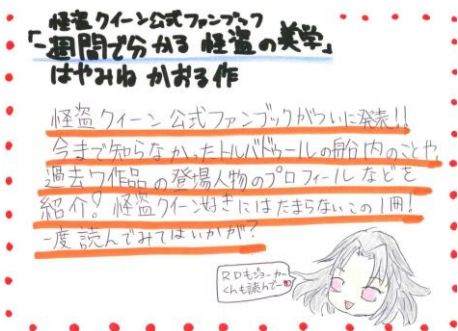 怪盗クイーン公式ファンブック
「一週間で分かる怪盗の美学」
はやみね かおる作
怪盗クイーン公式ファンブックがついに発売!!
今まで知らなかったトルバドゥールの船内のことや、
過去7作品の登場人物のプロフィールなどを
紹介!怪盗クイーン好きにはたまらないこの1冊!
一度読んでみてはいかが?
RDもジョーカー
くんも読んでー